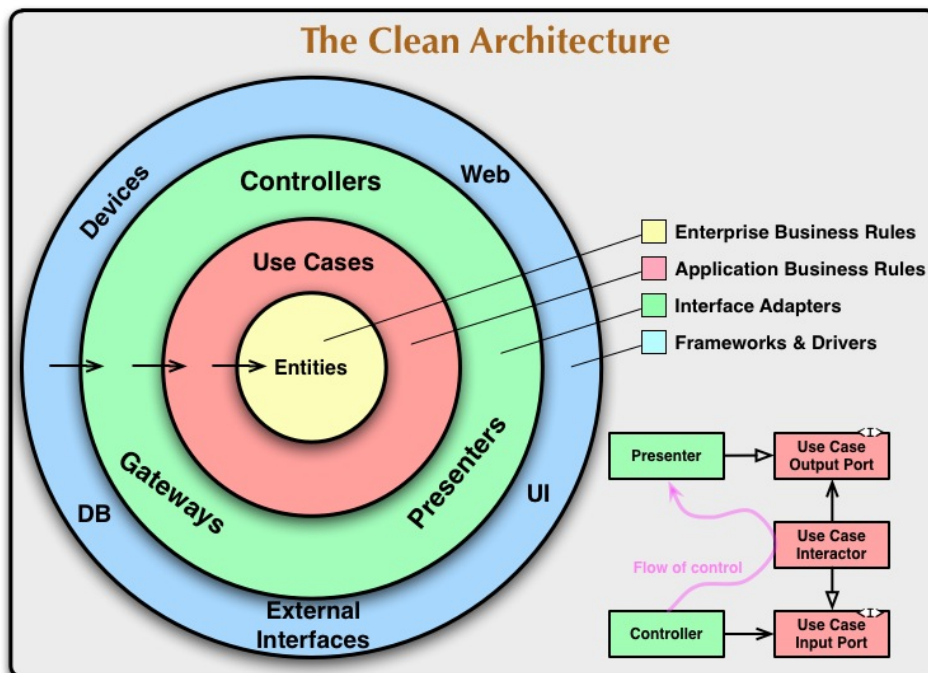 The Clean Architecture
Devices
Web
Controllers
Use Cases
Entities
Gateways
Presenters
DB
UI
External
Interfaces
Enterprise Business Rules
Application Business Rules
Interface Adapters
Frameworks & Drivers
Presenter
<I>
Use Case
Output Port
Flow of control
Use Case
Interactor
Controller
<I>
Use Case
Input Port